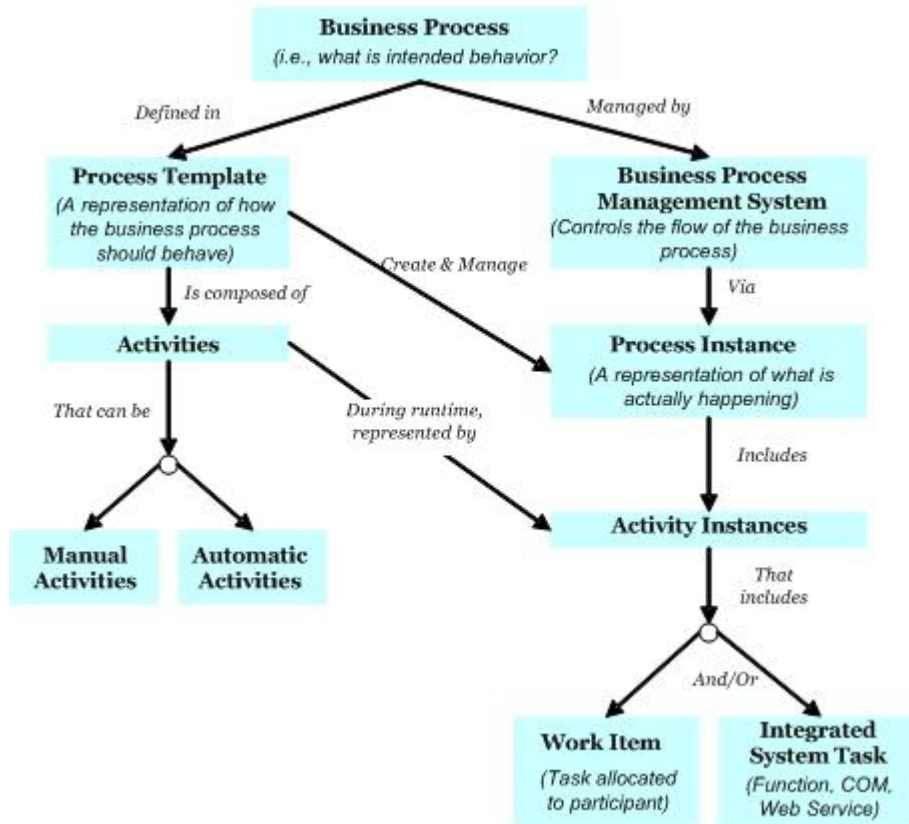 Business Process
(i.e., what is intended behavior?
Defined in
Managed by
Process Template
(A representation of how
the business process
should behave)
Business Process
Management System
(Controls the flow of the business
process)
Create & Manage
Is composed of
Via
Activities
Process Instance
(A representation of what is
actually happening)
That can be
During runtime,
represented by
Includes
Manual
Activities
Automatic
Activities
Activity Instances
That
includes
And/Or
Work Item
(Task allocated
to participant)
Integrated
System Task
(Function, COM,
Web Service)